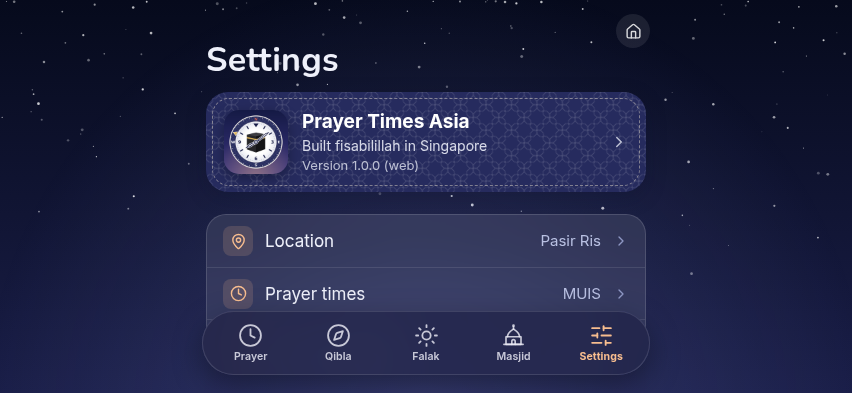 Settings
Prayer Times Asia
Built fisabilillah in Singapore
Version 1.0.0 (web)
Location
Pasir Ris
Prayer times
MUIS
Prayer
Qibla
Falak
Masjid
Settings